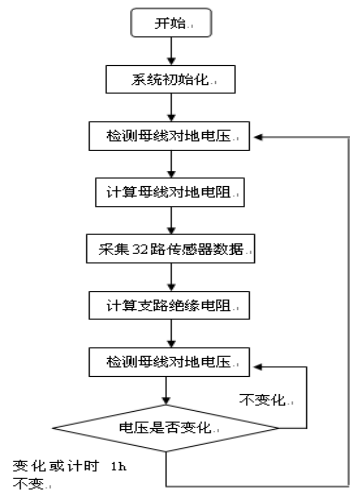 开始
系统初始化
检测母线对地电压
计算母线对地电阻
采集32路传感器数据
计算支路绝缘电阻
检测母线对地电压
不变化
电压是否变化
变化或计时 1h
不变